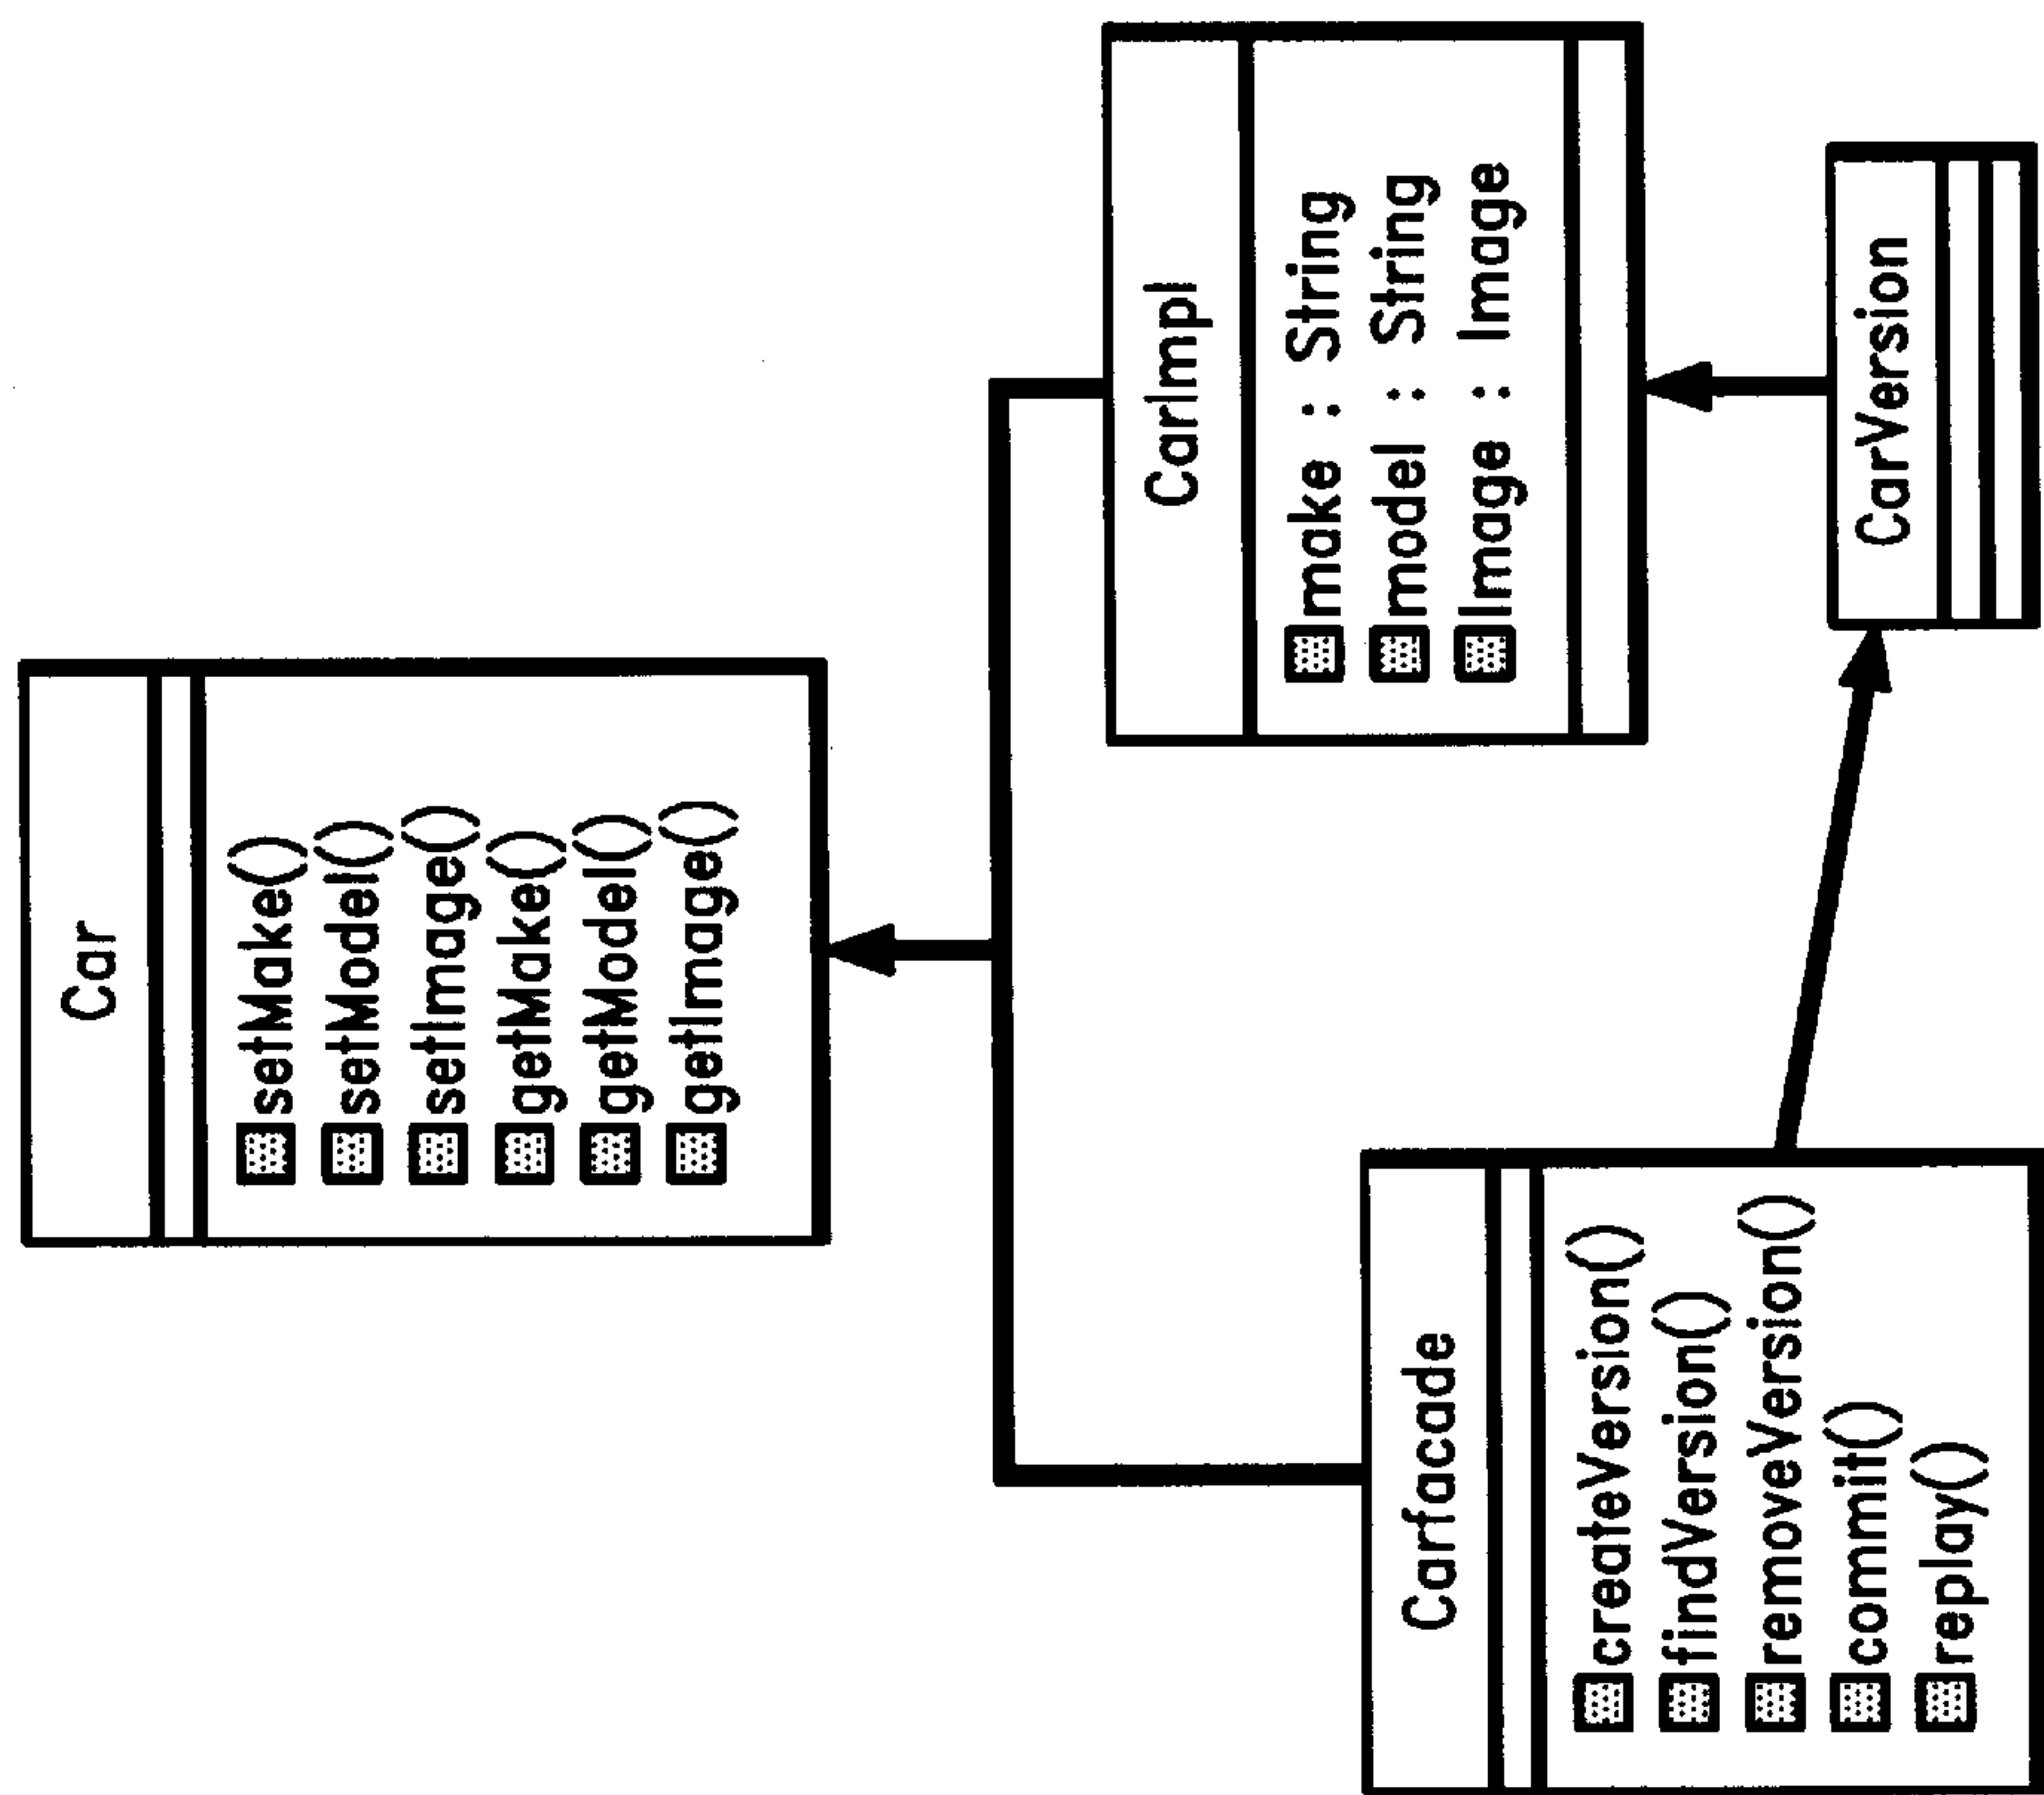 Car
setMake()
setModel()
setImage()
getMake()
getModel()
getImage()
CarImpl
make : String
model : String
Image : Image
Carfacade
createVersion()
findVersion()
removeVersion()
commit()
replay()
CarVersion